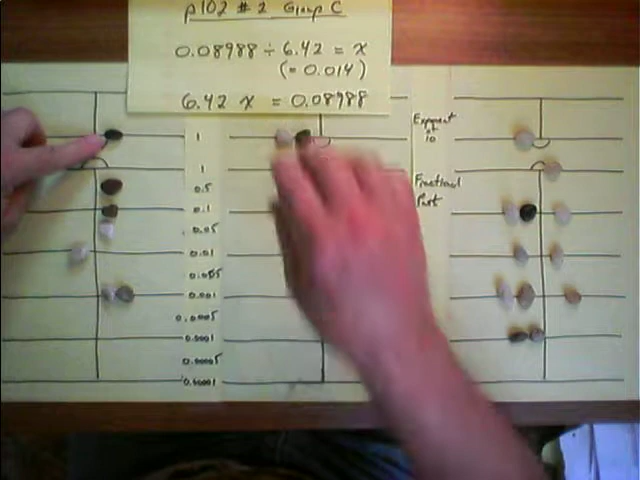 p102 # 2 Group C
0.08988 ÷ 6.42 = x
(= 0.014)
6.42 x = 0.08988
Exponent
of
10
Fractional
Part
1
1
0.5
0.1
0.05
0.01
0.005
0.001
0.0005
0.0001
0.00005
0.00001